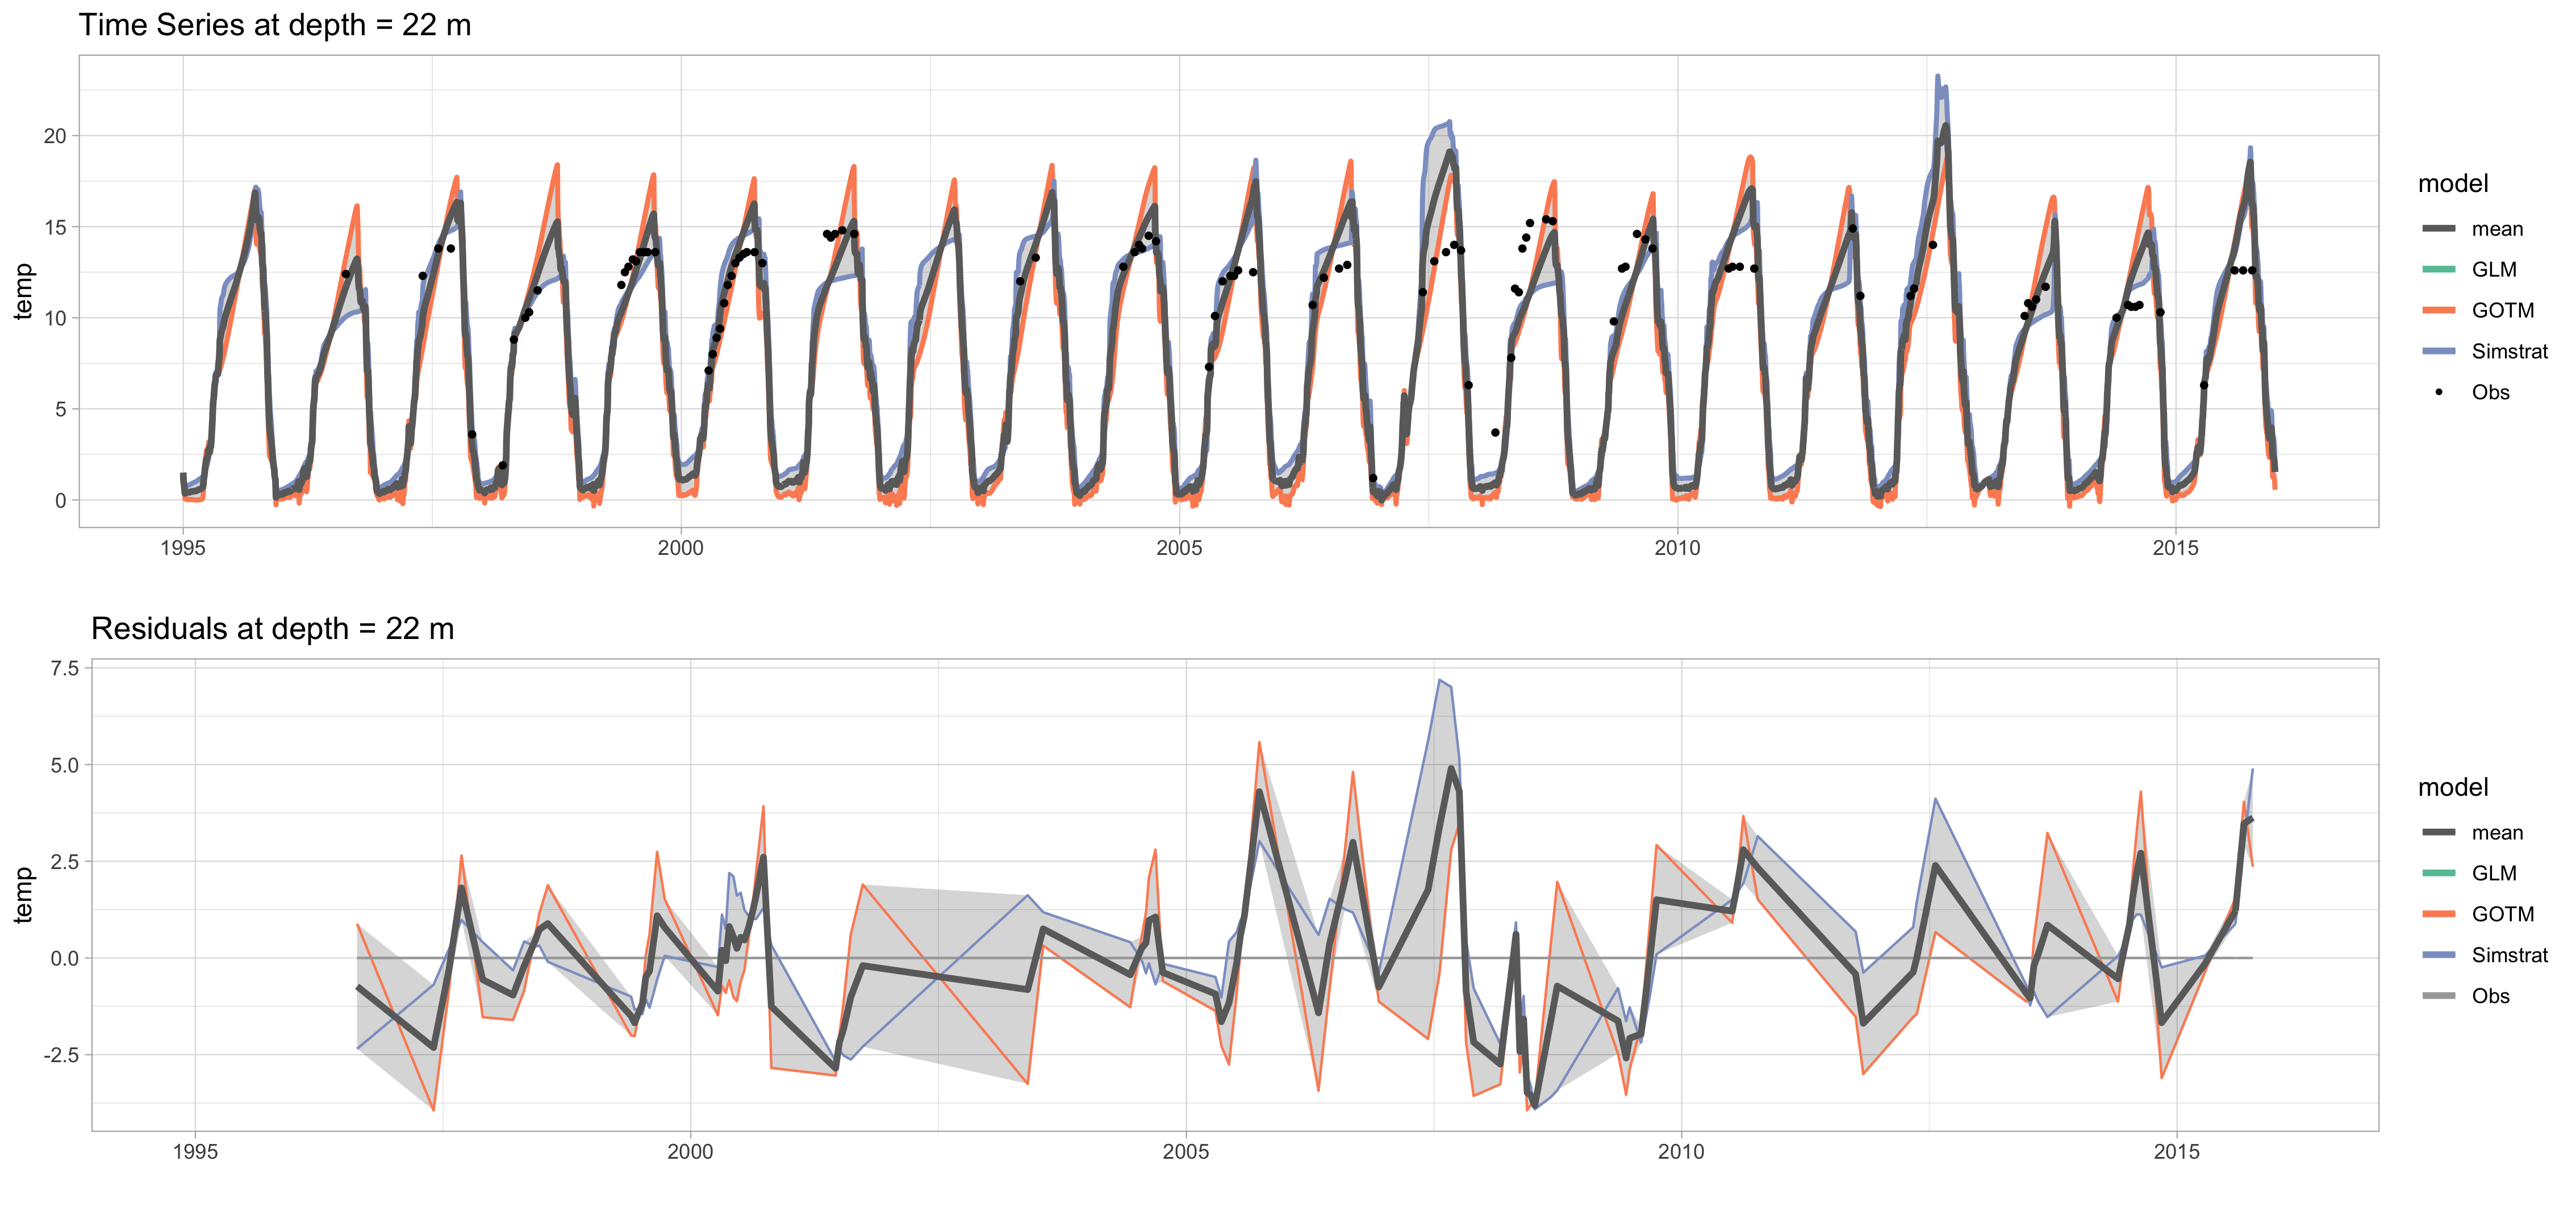 Time Series at depth = 22 m
temp
20
15
10
5
0
1995
2000
2005
2010
2015
model
mean
GLM
GOTM
Simstrat
Obs
Residuals at depth = 22 m
temp
7.5
5.0
2.5
0.0
-2.5
1995
2000
2005
2010
2015
model
mean
GLM
GOTM
Simstrat
Obs